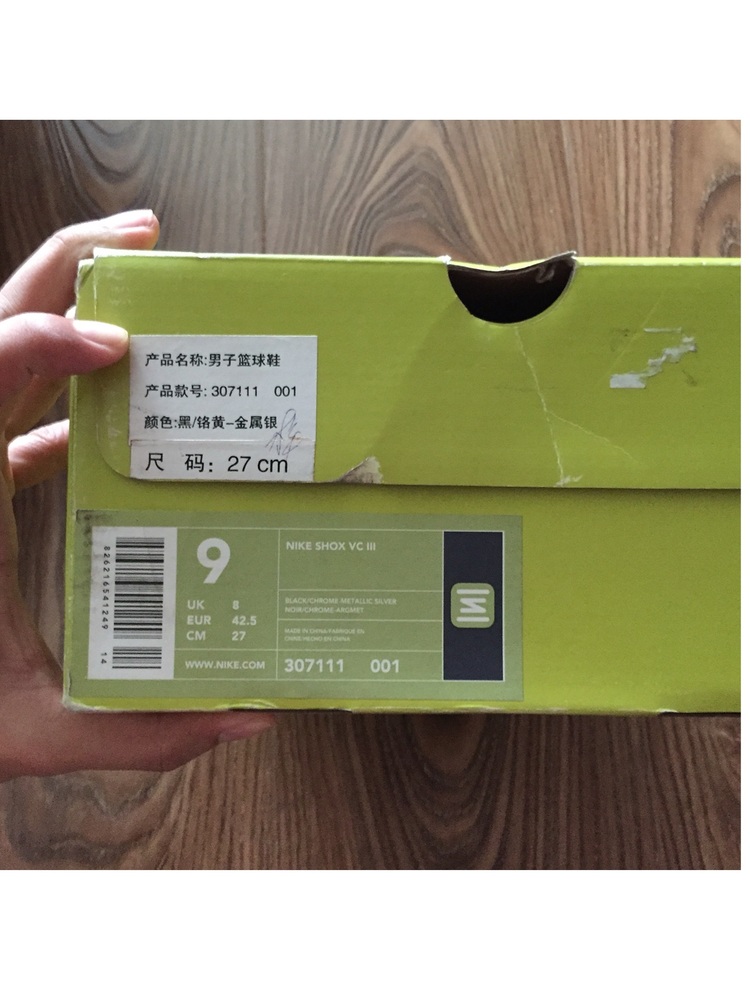 产品名称:男子篮球鞋
产品款号: 307111 001
颜色:黑/铬黄-金属银
尺 码: 27 cm
826216541249 14
9
UK 8
EUR 42.5
CM 27
WWW.NIKE.COM
NIKE SHOX VC III
BLACK/CHROME-METALLIC SILVER
NOIR/CHROME-ARGMET
MADE IN CHINA/FABRIQUE EN
CHINE/HECHO EN CHINA
307111 001